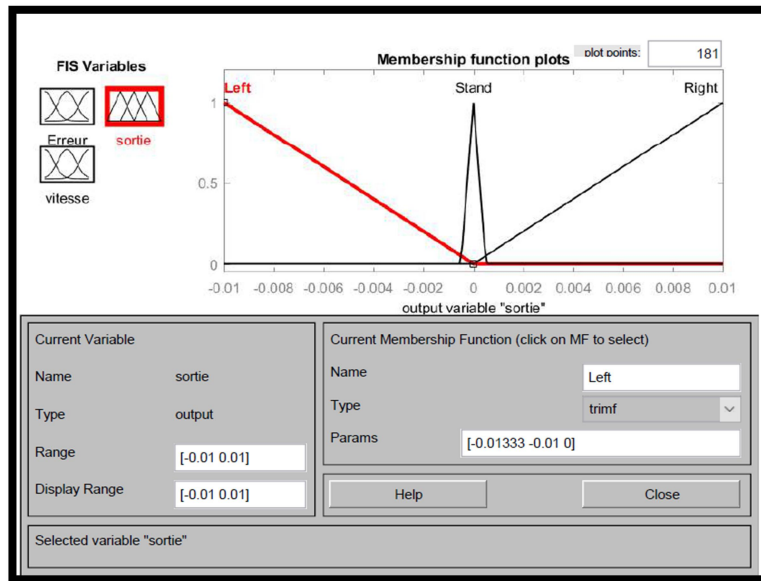 FIS Variables
Membership function plots
plot points:
181
Erreur
sortie
vitesse
Left
Stand
Right
1
0.5
0
-0.01 -0.008 -0.006 -0.004 -0.002 0 0.002 0.004 0.006 0.008 0.01
output variable "sortie"
Current Variable
Name sortie
Type output
Range [-0.01 0.01]
Display Range [-0.01 0.01]
Current Membership Function (click on MF to select)
Name Left
Type trimf
Params [-0.01333 -0.01 0]
Help
Close
Selected variable "sortie"